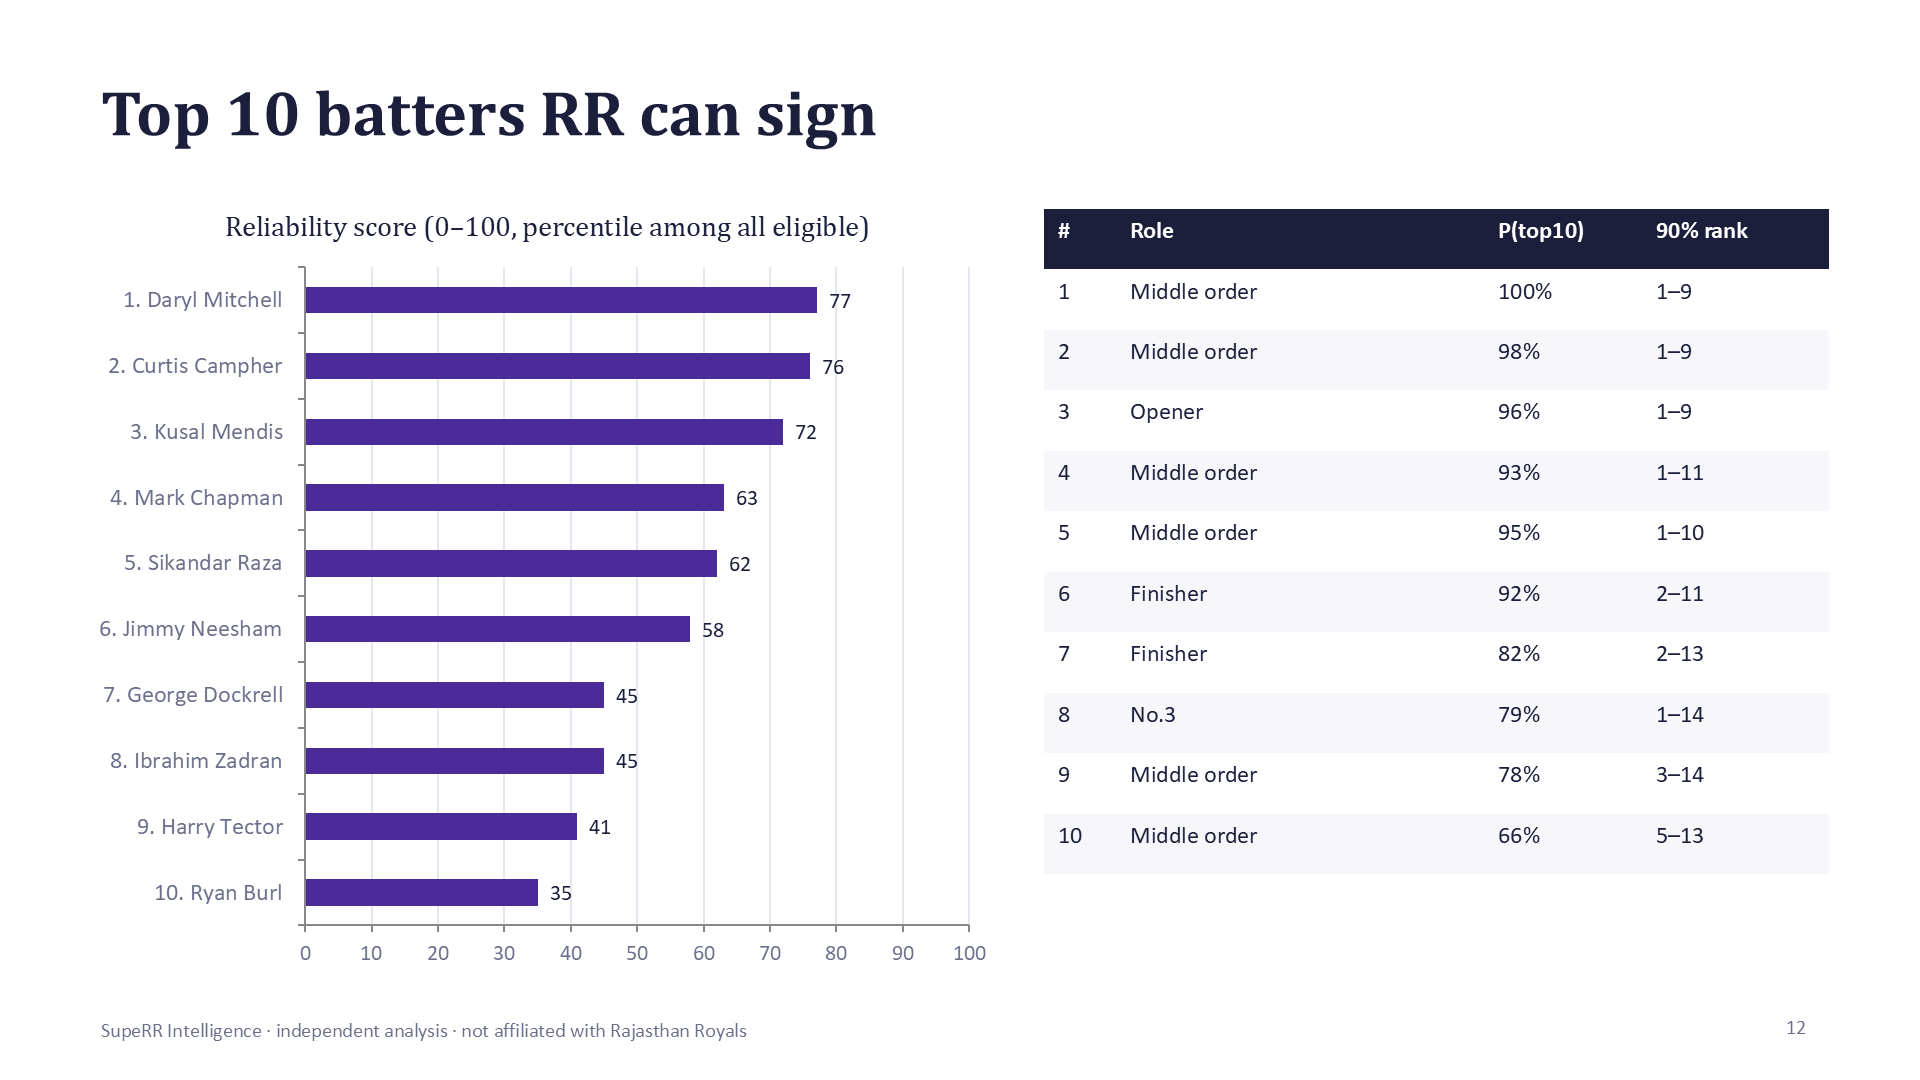 Top 10 batters RR can sign
Reliability score (0–100, percentile among all eligible)
1. Daryl Mitchell 77
2. Curtis Campher 76
3. Kusal Mendis 72
4. Mark Chapman 63
5. Sikandar Raza 62
6. Jimmy Neesham 58
7. George Dockrell 45
8. Ibrahim Zadran 45
9. Harry Tector 41
10. Ryan Burl 35
0 10 20 30 40 50 60 70 80 90 100
# Role P(top10) 90% rank
1 Middle order 100% 1–9
2 Middle order 98% 1–9
3 Opener 96% 1–9
4 Middle order 93% 1–11
5 Middle order 95% 1–10
6 Finisher 92% 2–11
7 Finisher 82% 2–13
8 No.3 79% 1–14
9 Middle order 78% 3–14
10 Middle order 66% 5–13
SupeRR Intelligence · independent analysis · not affiliated with Rajasthan Royals
12